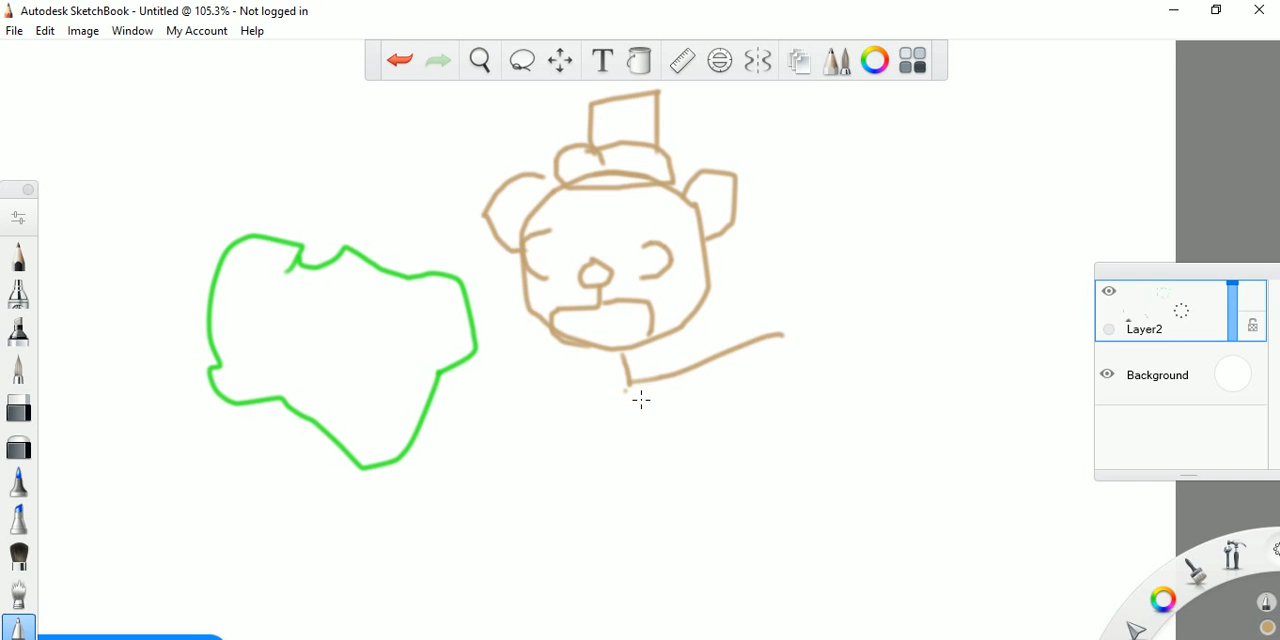 Autodesk SketchBook - Untitled @ 105.3% - Not logged in
File Edit Image Window My Account Help
T
Layer2
Background